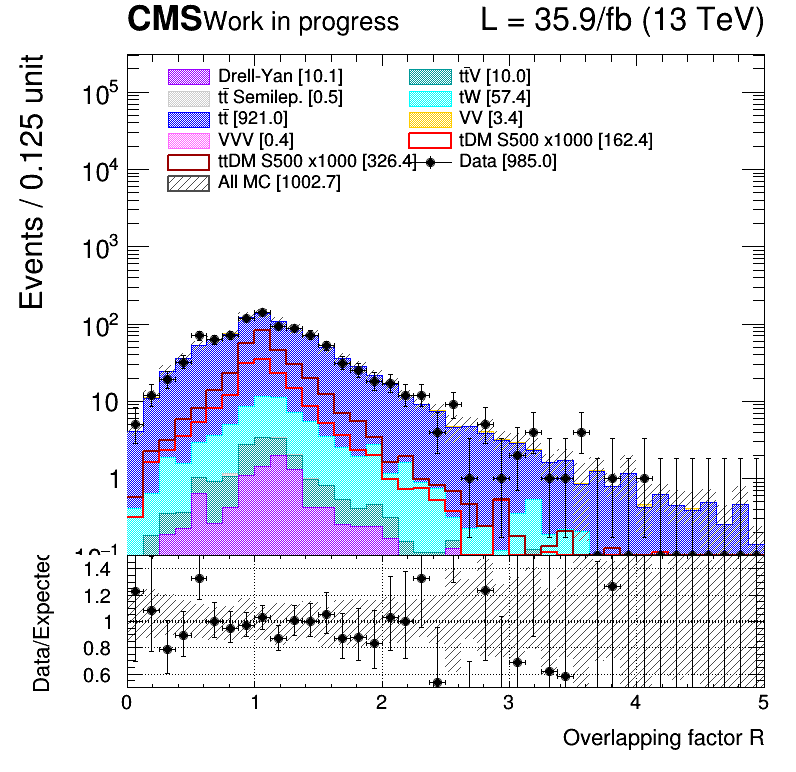 CMS Work in progress L = 35.9/fb (13 TeV)
Events / 0.125 unit
Drell-Yan [10.1] tt̄V [10.0]
tt̄ Semilep. [0.5] tW [57.4]
tt̄ [921.0] VV [3.4]
VVV [0.4] tDM S500 x1000 [162.4]
ttDM S500 x1000 [326.4] Data [985.0]
All MC [1002.7]
10⁵
10⁴
10³
10²
10
1
10⁻¹
Data/Expected
1.4
1.2
1
0.8
0.6
0 1 2 3 4 5
Overlapping factor R